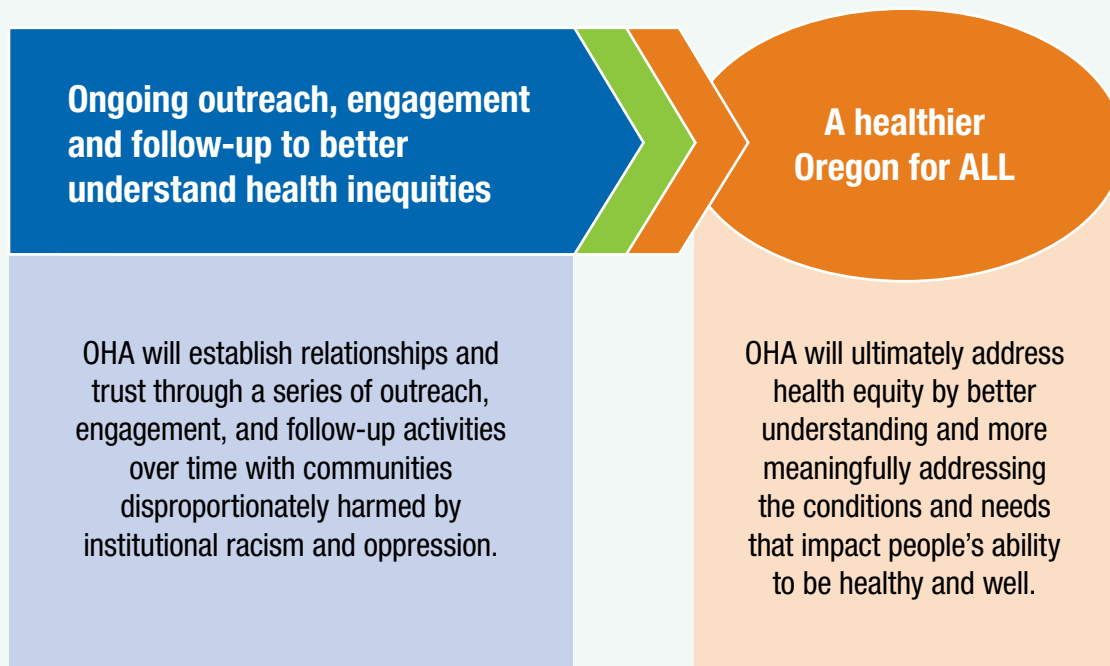 Ongoing outreach, engagement
and follow-up to better
understand health inequities
OHA will establish relationships and
trust through a series of outreach,
engagement, and follow-up activities
over time with communities
disproportionately harmed by
institutional racism and oppression.
A healthier
Oregon for ALL
OHA will ultimately address
health equity by better
understanding and more
meaningfully addressing
the conditions and needs
that impact people’s ability
to be healthy and well.